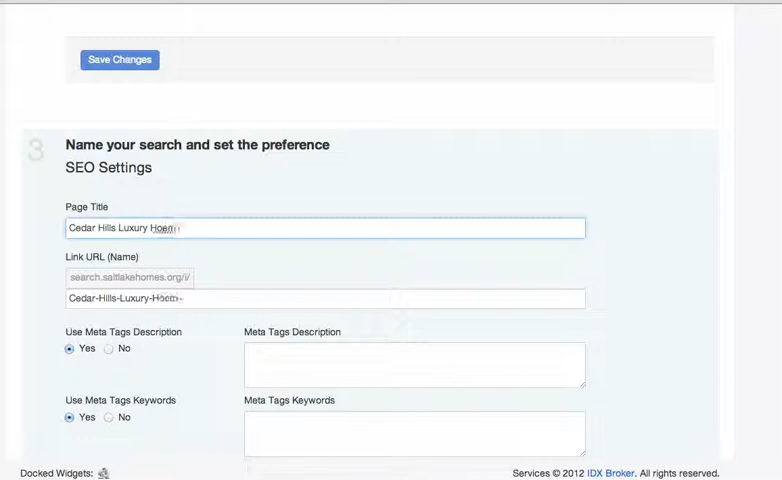 Save Changes
3
Name your search and set the preference
SEO Settings
Page Title
Cedar Hills Luxury
Link URL (Name)
search.saltlakehomes.org/i/
Cedar-Hills-Luxury-
Use Meta Tags Description
Meta Tags Description
Yes No
Use Meta Tags Keywords
Meta Tags Keywords
Yes No
Docked Widgets:
Services © 2012 IDX Broker. All rights reserved.